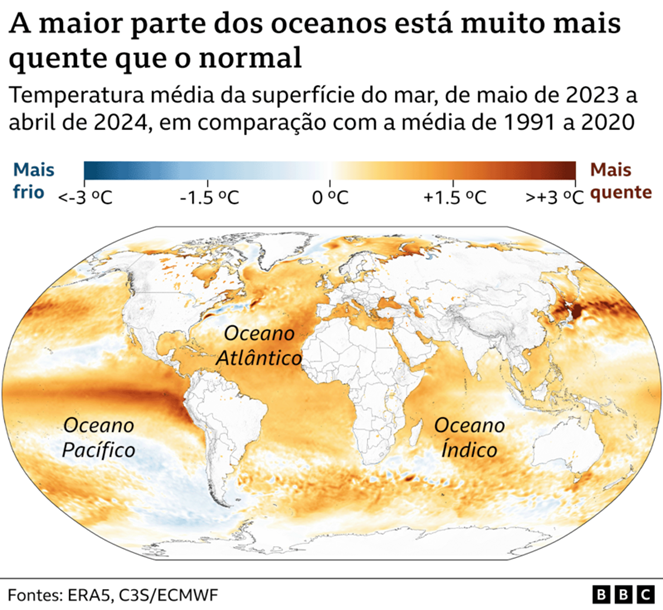 A maior parte dos oceanos está muito mais
quente que o normal
Temperatura média da superfície do mar, de maio de 2023 a
abril de 2024, em comparação com a média de 1991 a 2020
Mais
frio
<-3 ºC
-1.5 ºC
0 ºC
+1.5 ºC
>+3 ºC
Mais
quente
Oceano
Atlântico
Oceano
Pacífico
Oceano
Índico
Fontes: ERA5, C3S/ECMWF
BBC